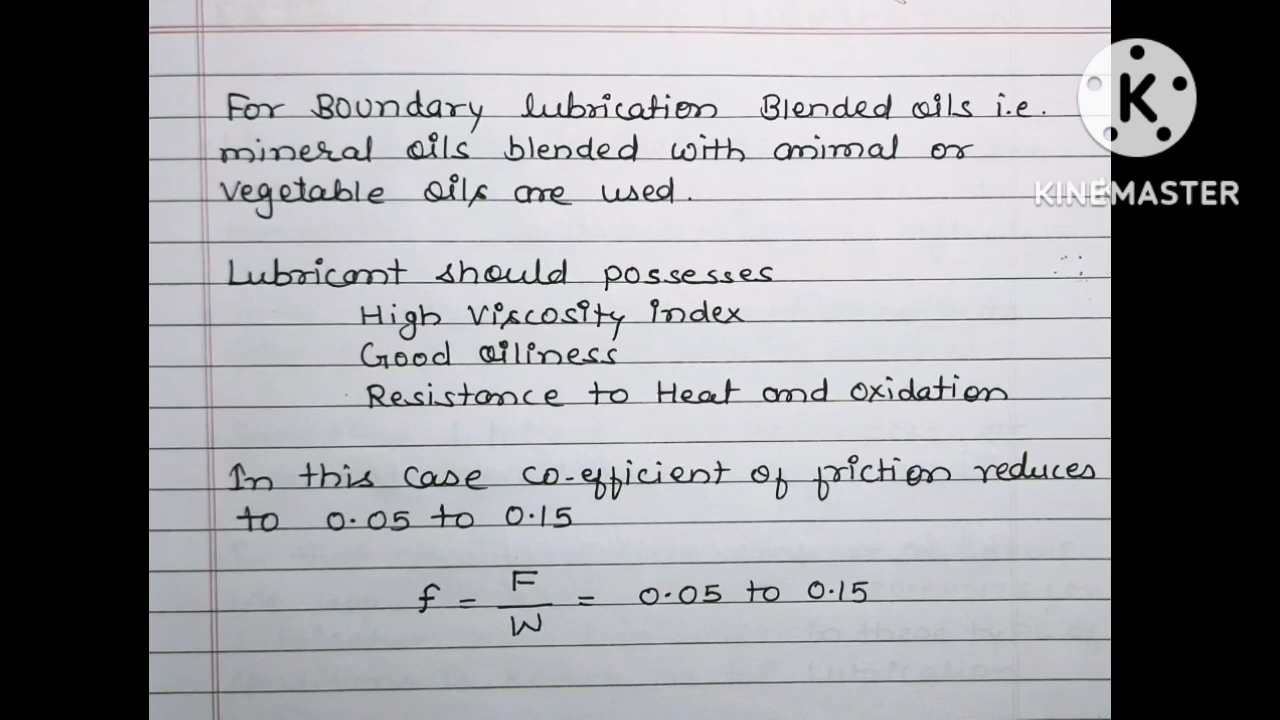 For Boundary lubrication Blended oils i.e.
mineral oils blended with animal or
vegetable oils are used.
Lubricant should possesses
High Viscosity index
Good oiliness
Resistance to Heat and oxidation
In this case co-efficient of friction reduces
to 0.05 to 0.15
f = F/W = 0.05 to 0.15
K
KINEMASTER